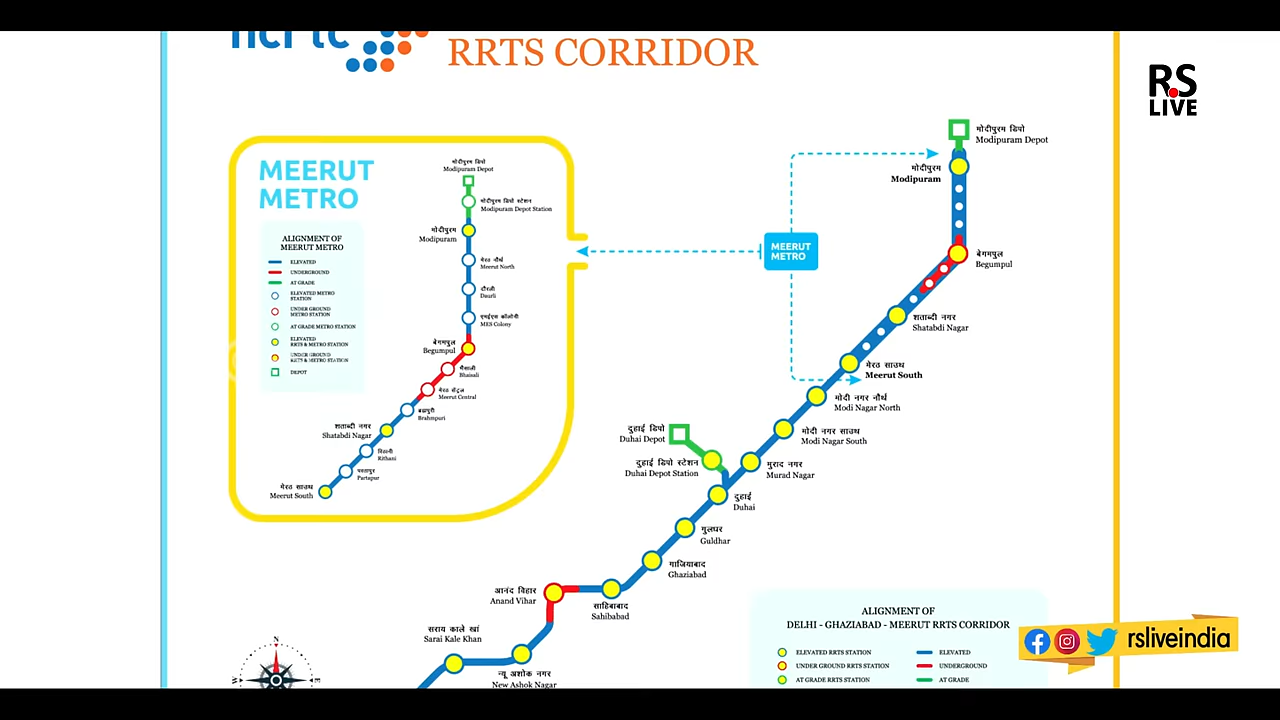 ncrtc
RRTS CORRIDOR
R.S
LIVE
MEERUT
METRO
ALIGNMENT OF
MEERUT METRO
ELEVATED
UNDERGROUND
AT GRADE
ELEVATED METRO
STATION
UNDER GROUND
METRO STATION
AT GRADE METRO STATION
ELEVATED
RRTS & METRO STATION
UNDER GROUND
RRTS & METRO STATION
DEPOT
मोदीपुरम डिपो
Modipuram Depot
मोदीपुरम डिपो स्टेशन
Modipuram Depot Station
मोदीपुरम
Modipuram
मेरठ नौर्थ
Meerut North
दौरली
Daurli
एमईएस कॉलोनी
MES Colony
बेगमपुल
Begumpul
भैसाली
Bhaisali
मेरठ सेंट्रल
Meerut Central
ब्रह्मपुरी
Brahmpuri
शताब्दी नगर
Shatabdi Nagar
रिठानी
Rithani
परतापुर
Partapur
मेरठ साउथ
Meerut South
MEERUT
METRO
मोदीपुरम डिपो
Modipuram Depot
मोदीपुरम
Modipuram
बेगमपुल
Begumpul
शताब्दी नगर
Shatabdi Nagar
मेरठ साउथ
Meerut South
मोदी नगर नौर्थ
Modi Nagar North
मोदी नगर साउथ
Modi Nagar South
मुराद नगर
Murad Nagar
दुहाई डिपो
Duhai Depot
दुहाई डिपो स्टेशन
Duhai Depot Station
दुहाई
Duhai
गुलधर
Guldhar
गाजियाबाद
Ghaziabad
साहिबाबाद
Sahibabad
आनंद विहार
Anand Vihar
सराय काले खां
Sarai Kale Khan
न्यू अशोक नगर
New Ashok Nagar
N
W
E
ALIGNMENT OF
DELHI - GHAZIABAD - MEERUT RRTS CORRIDOR
ELEVATED RRTS STATION
UNDER GROUND RRTS STATION
AT GRADE RRTS STATION
ELEVATED
UNDERGROUND
AT GRADE
rsliveindia